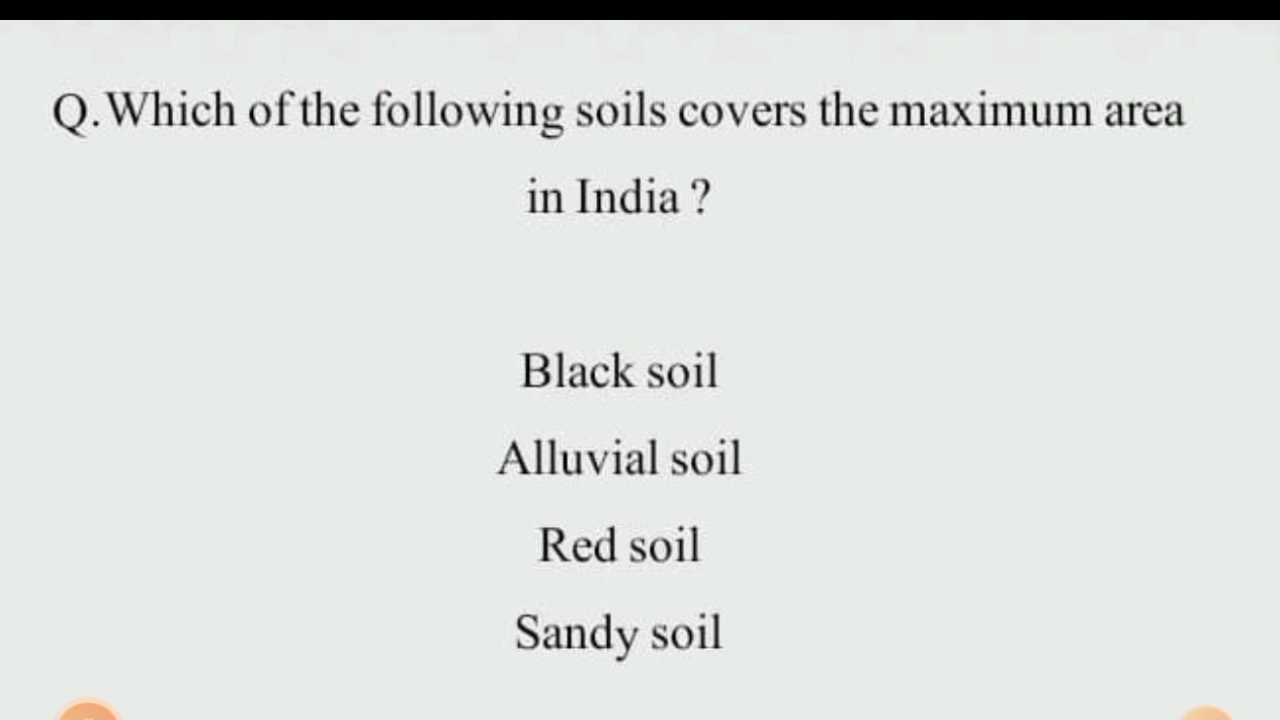 Q.Which of the following soils covers the maximum area
in India ?
Black soil
Alluvial soil
Red soil
Sandy soil